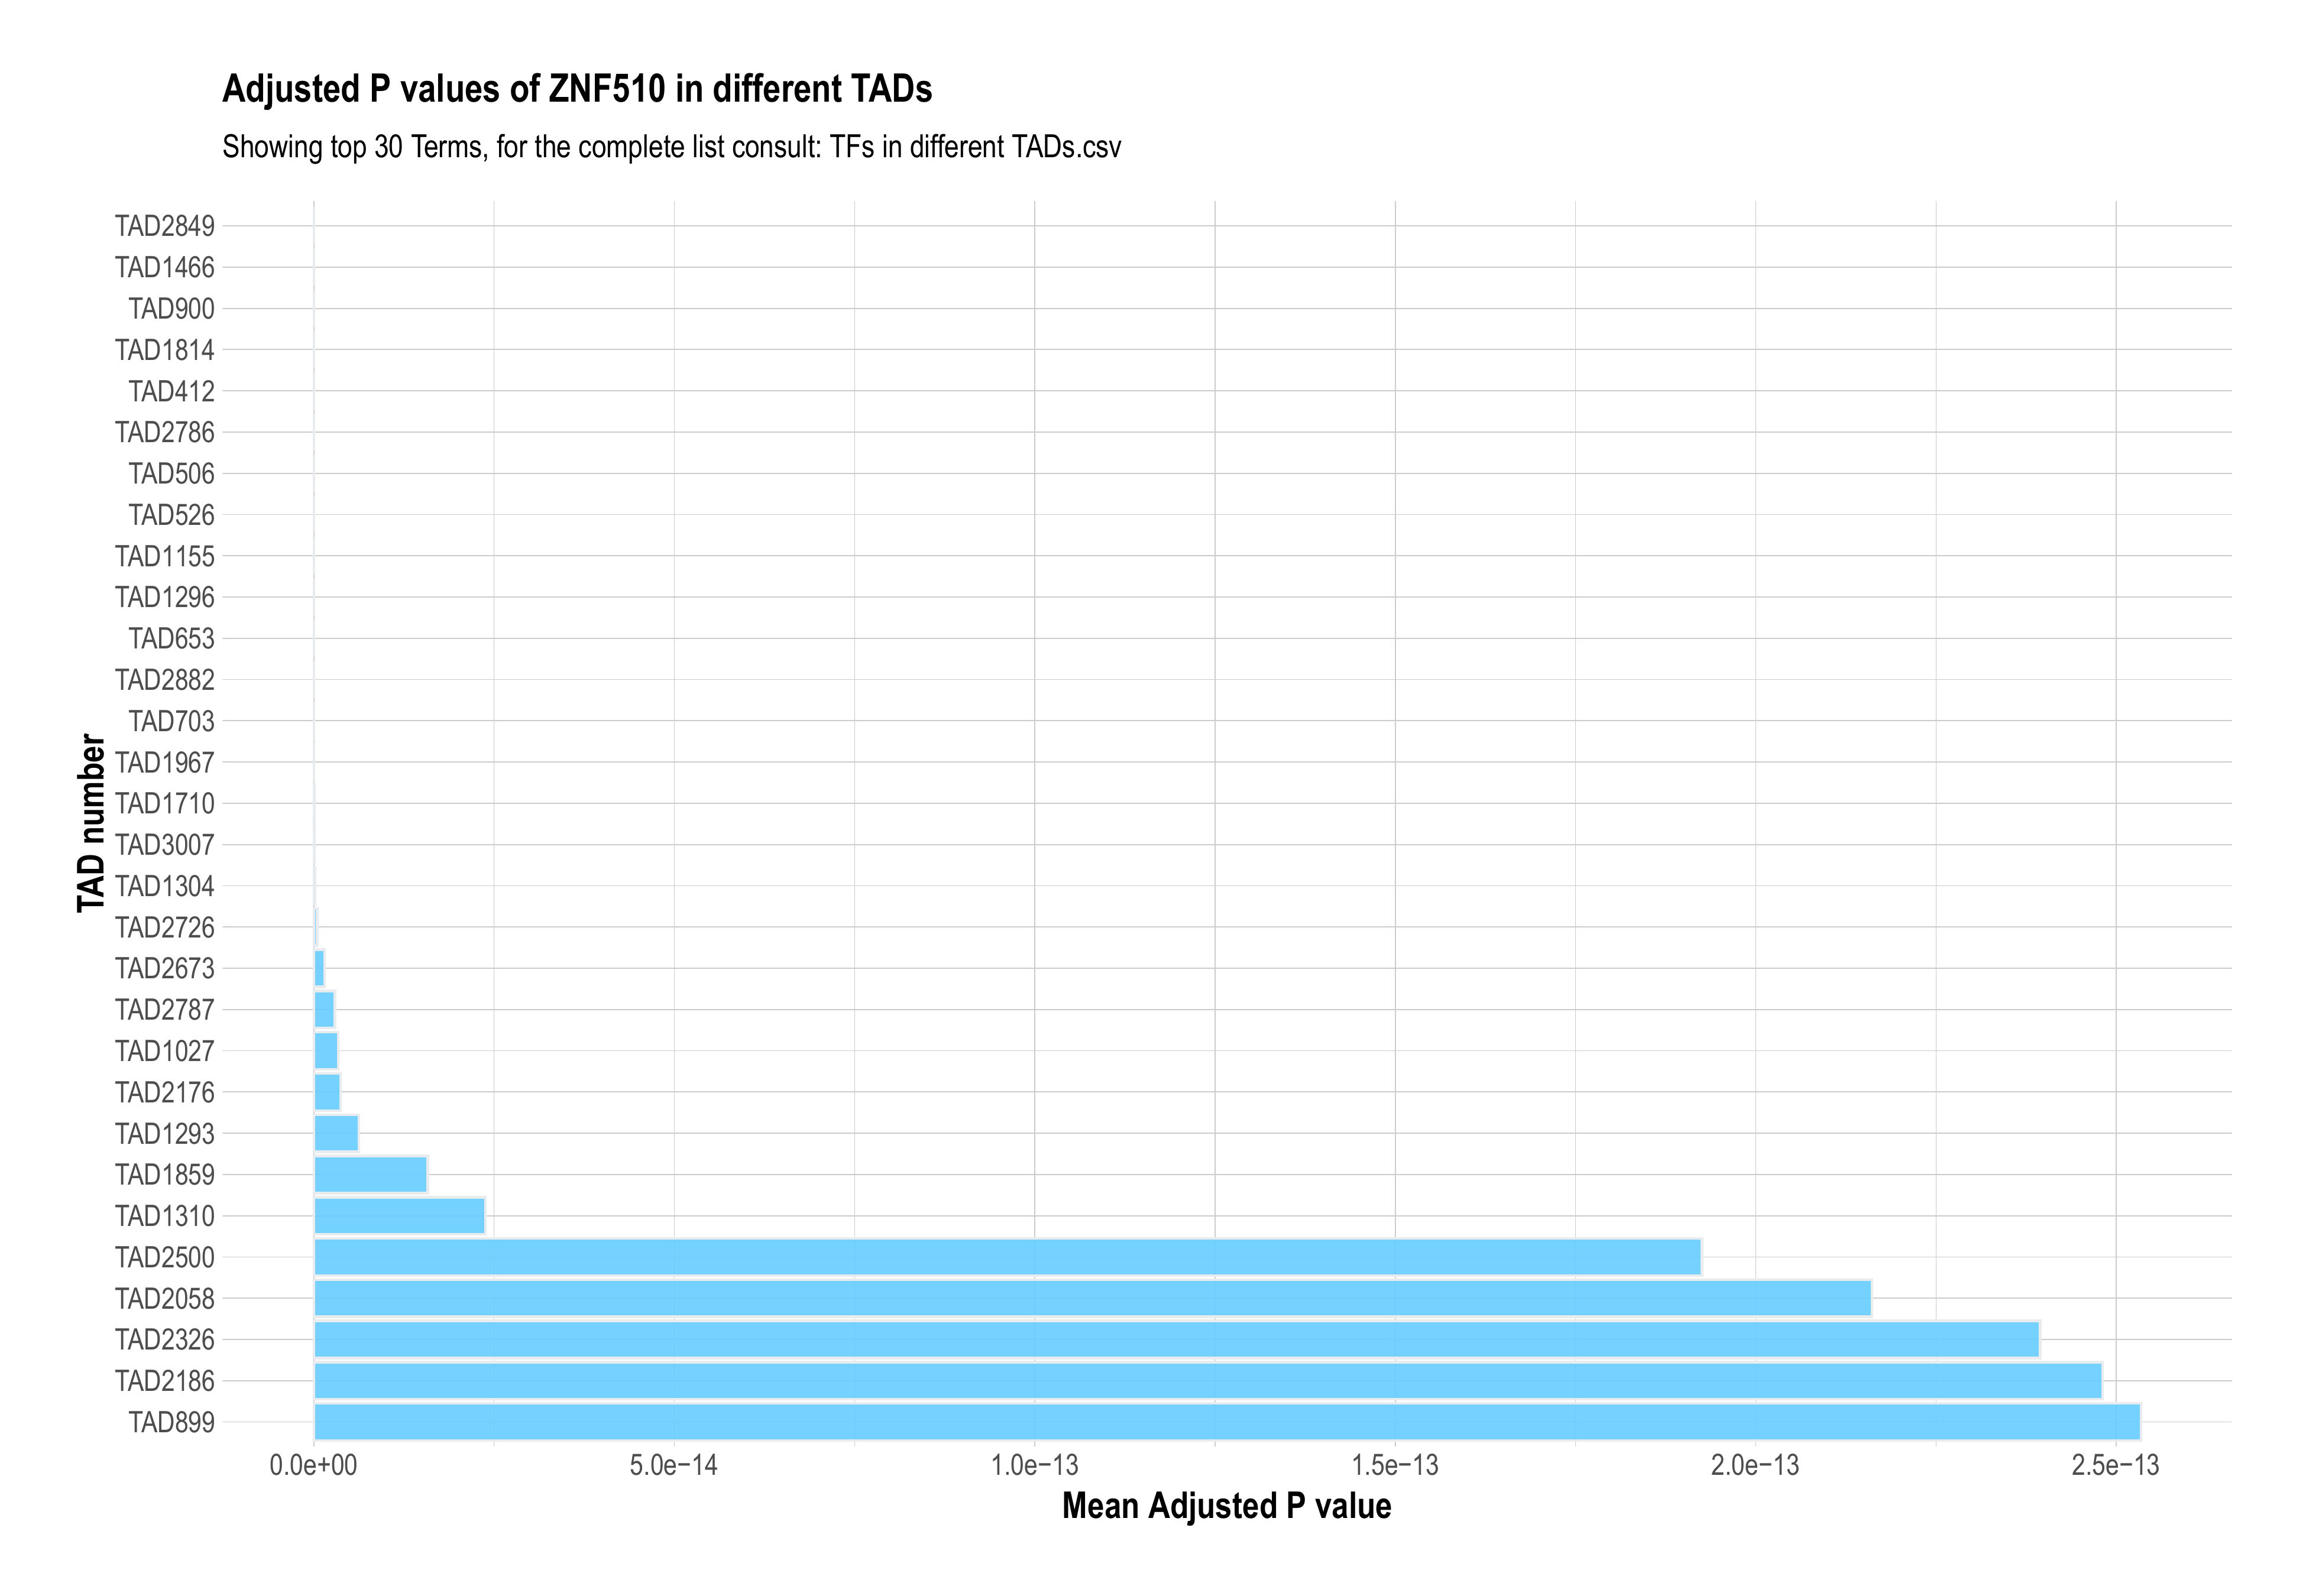 Adjusted P values of ZNF510 in different TADs
Showing top 30 Terms, for the complete list consult: TFs in different TADs.csv
TAD number
TAD2849
TAD1466
TAD900
TAD1814
TAD412
TAD2786
TAD506
TAD526
TAD1155
TAD1296
TAD653
TAD2882
TAD703
TAD1967
TAD1710
TAD3007
TAD1304
TAD2726
TAD2673
TAD2787
TAD1027
TAD2176
TAD1293
TAD1859
TAD1310
TAD2500
TAD2058
TAD2326
TAD2186
TAD899
0.0e+00 5.0e−14 1.0e−13 1.5e−13 2.0e−13 2.5e−13
Mean Adjusted P value